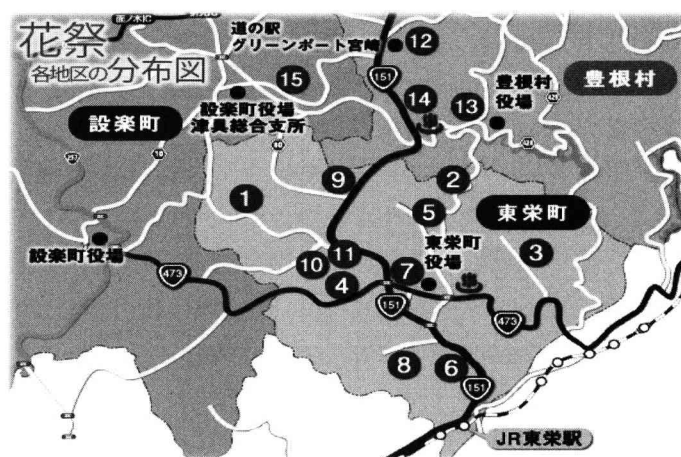 花祭
各地区の分布図
道の駅
グリーンポート宮嶋
12
151
15
14
13
豊根村
役場
豊根村
設楽町役場
津具総合支所
設楽町
10
80
1
9
2
5
東栄町
3
設楽町役場
473
10
11
4
7
東栄町
役場
151
473
8
6
151
JR東栄駅